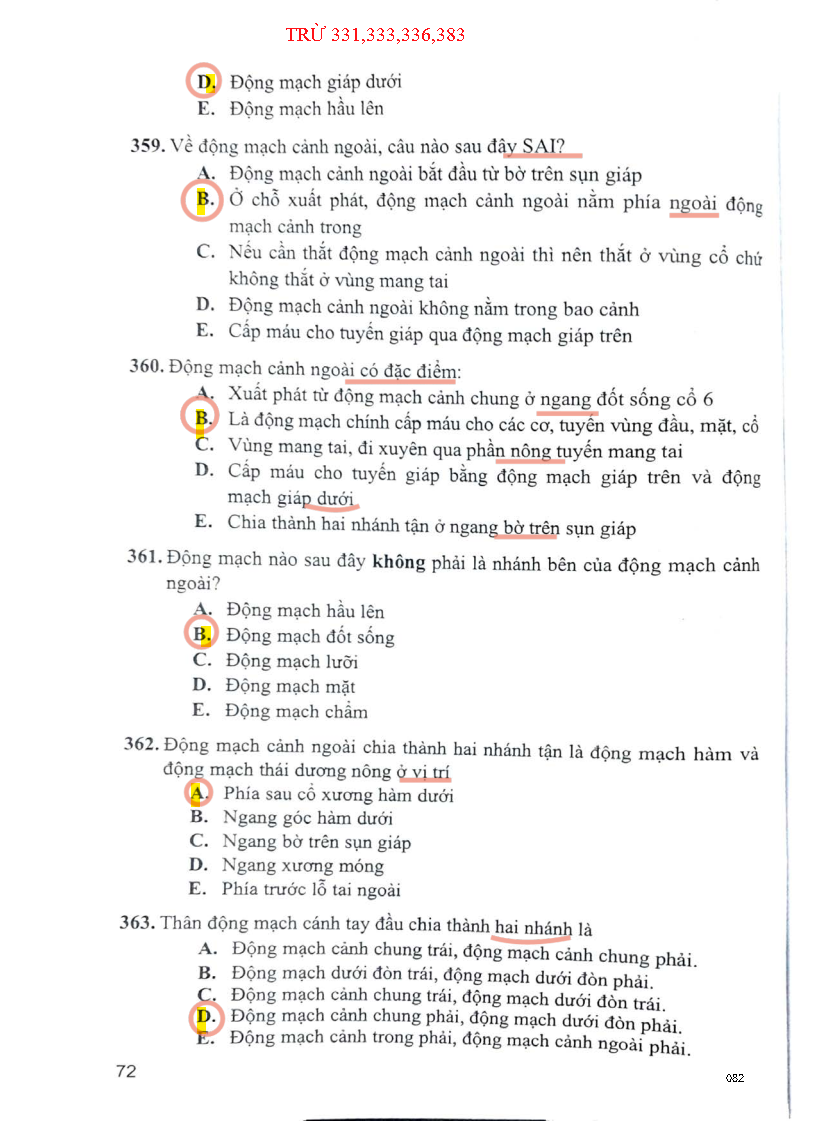 TRỪ 331,333,336,383
D. Động mạch giáp dưới
E. Động mạch hầu lên
359. Về động mạch cảnh ngoài, câu nào sau đây SAI?
A. Động mạch cảnh ngoài bắt đầu từ bờ trên sụn giáp
B. Ở chỗ xuất phát, động mạch cảnh ngoài nằm phía ngoài động
mạch cảnh trong
C. Nếu cần thắt động mạch cảnh ngoài thì nên thắt ở vùng cổ chứ
không thắt ở vùng mang tai
D. Động mạch cảnh ngoài không nằm trong bao cảnh
E. Cấp máu cho tuyến giáp qua động mạch giáp trên
360. Động mạch cảnh ngoài có đặc điểm:
A. Xuất phát từ động mạch cảnh chung ở ngang đốt sống cổ 6
B. Là động mạch chính cấp máu cho các cơ, tuyến vùng đầu, mặt, cổ
C. Vùng mang tai, đi xuyên qua phần nông tuyến mang tai
D. Cấp máu cho tuyến giáp bằng động mạch giáp trên và động
mạch giáp dưới
E. Chia thành hai nhánh tận ở ngang bờ trên sụn giáp
361. Động mạch nào sau đây không phải là nhánh bên của động mạch cảnh
ngoài?
A. Động mạch hầu lên
B. Động mạch đốt sống
C. Động mạch lưỡi
D. Động mạch mặt
E. Động mạch chẩm
362. Động mạch cảnh ngoài chia thành hai nhánh tận là động mạch hàm và
động mạch thái dương nông ở vị trí
A. Phía sau cổ xương hàm dưới
B. Ngang góc hàm dưới
C. Ngang bờ trên sụn giáp
D. Ngang xương móng
E. Phía trước lỗ tai ngoài
363. Thân động mạch cánh tay đầu chia thành hai nhánh là
A. Động mạch cảnh chung trái, động mạch cảnh chung phải.
B. Động mạch dưới đòn trái, động mạch dưới đòn phải.
C. Động mạch cảnh chung trái, động mạch dưới đòn trái.
D. Động mạch cảnh chung phải, động mạch dưới đòn phải.
E. Động mạch cảnh trong phải, động mạch cảnh ngoài phải.
72
082